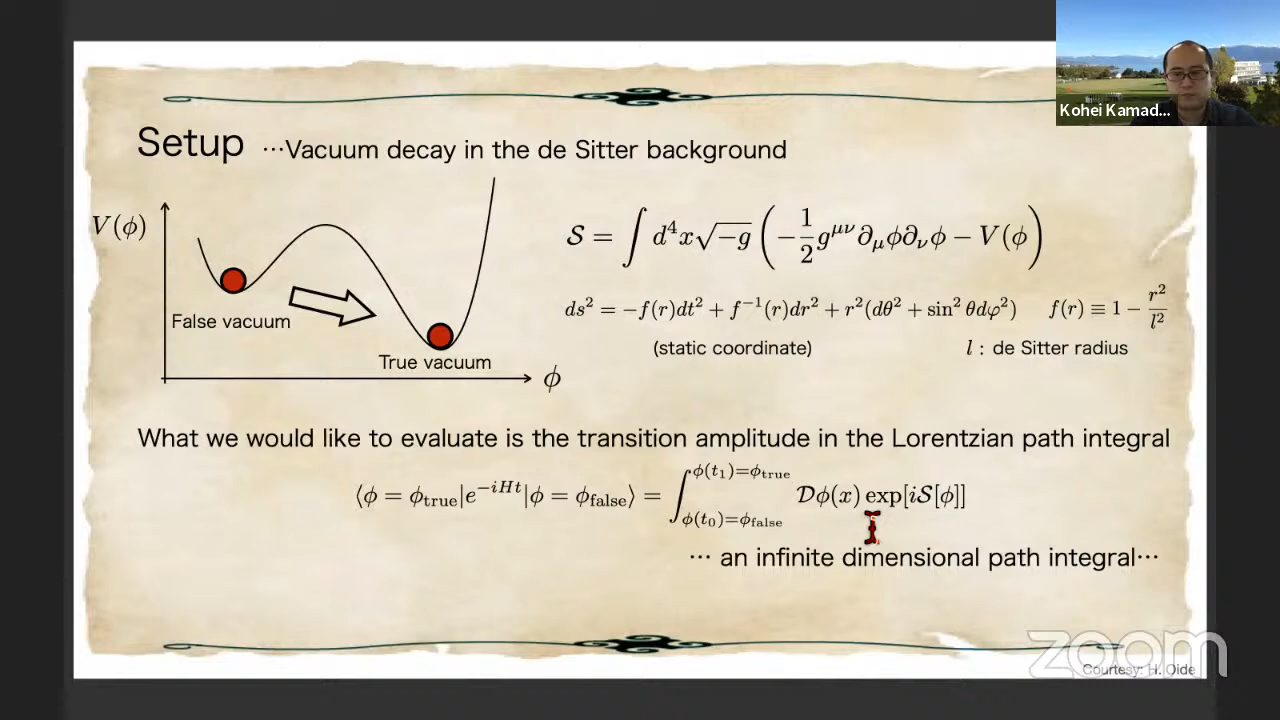 Kohei Kamad...
Setup …Vacuum decay in the de Sitter background
V(ϕ)
False vacuum
True vacuum
ϕ
𝒮 = ∫ d⁴x√−g (−1/2 g^{μν}∂_μϕ∂_νϕ − V(ϕ))
ds² = −f(r)dt² + f⁻¹(r)dr² + r²(dθ² + sin²θdφ²) f(r) ≡ 1 − r²/l²
(static coordinate) l : de Sitter radius
What we would like to evaluate is the transition amplitude in the Lorentzian path integral
⟨ϕ = ϕ_true|e^{−iHt}|ϕ = ϕ_false⟩ = ∫_{ϕ(t₀)=ϕ_false}^{ϕ(t₁)=ϕ_true} 𝒟ϕ(x) exp[i𝒮[ϕ]]
… an infinite dimensional path integral…
zoom
Courtesy: H. Oide